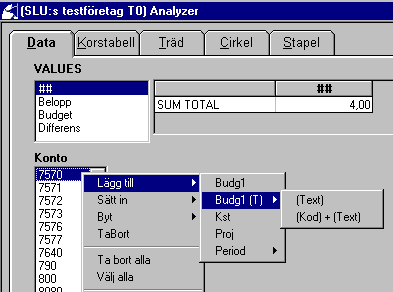 (SLU:s testföretag T0) Analyzer
Data Korstabell Träd Cirkel Stapel
VALUES
##
Belopp
Budget
Differens
##
SUM TOTAL 4,00
Konto
7570
7571
7572
7573
7576
7577
7640
790
800
Lägg till
Sätt in
Byt
TaBort
Ta bort alla
Välj alla
Budg1
Budg1 (T)
Kst
Proj
Period
(Text)
(Kod) + (Text)